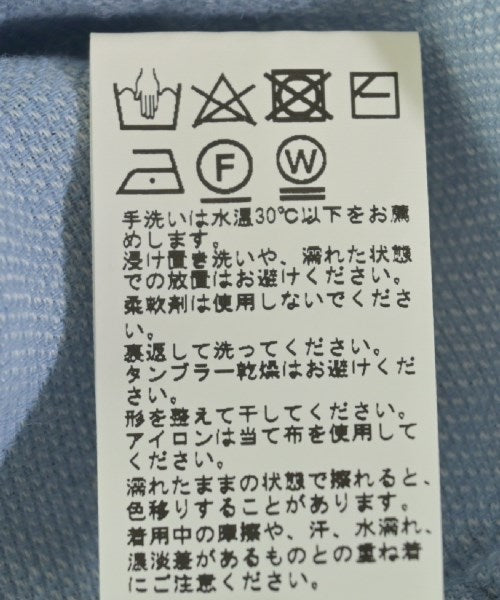 F W
手洗いは水温30℃以下をお薦
めします。
浸け置き洗いや、濡れた状態
での放置はお避けください。
柔軟剤は使用しないでくださ
い。
裏返して洗ってください。
タンブラー乾燥はお避けくだ
さい。
形を整えて干してください。
アイロンは当て布を使用して
ください。
濡れたままの状態で擦れると、
色移りすることがあります。
着用中の摩擦や、汗、水濡れ、
濃淡差があるものとの重ね着
にご注意ください。